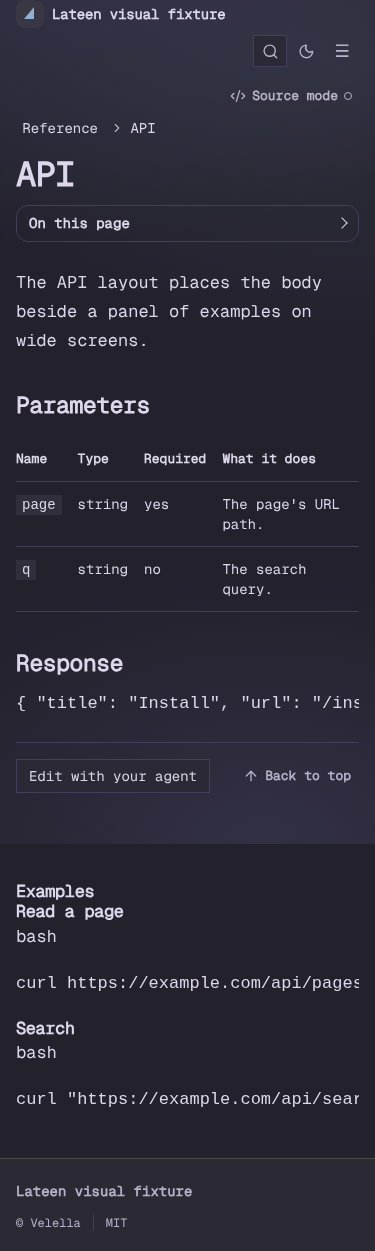 Lateen visual fixture
Source mode
Reference > API
API
On this page
The API layout places the body
beside a panel of examples on
wide screens.
Parameters
Name Type Required What it does
page string yes The page's URL
path.
q string no The search
query.
Response
{ "title": "Install", "url": "/ins
Edit with your agent
Back to top
Examples
Read a page
bash
curl https://example.com/api/pages
Search
bash
curl "https://example.com/api/sear
Lateen visual fixture
© Velella MIT